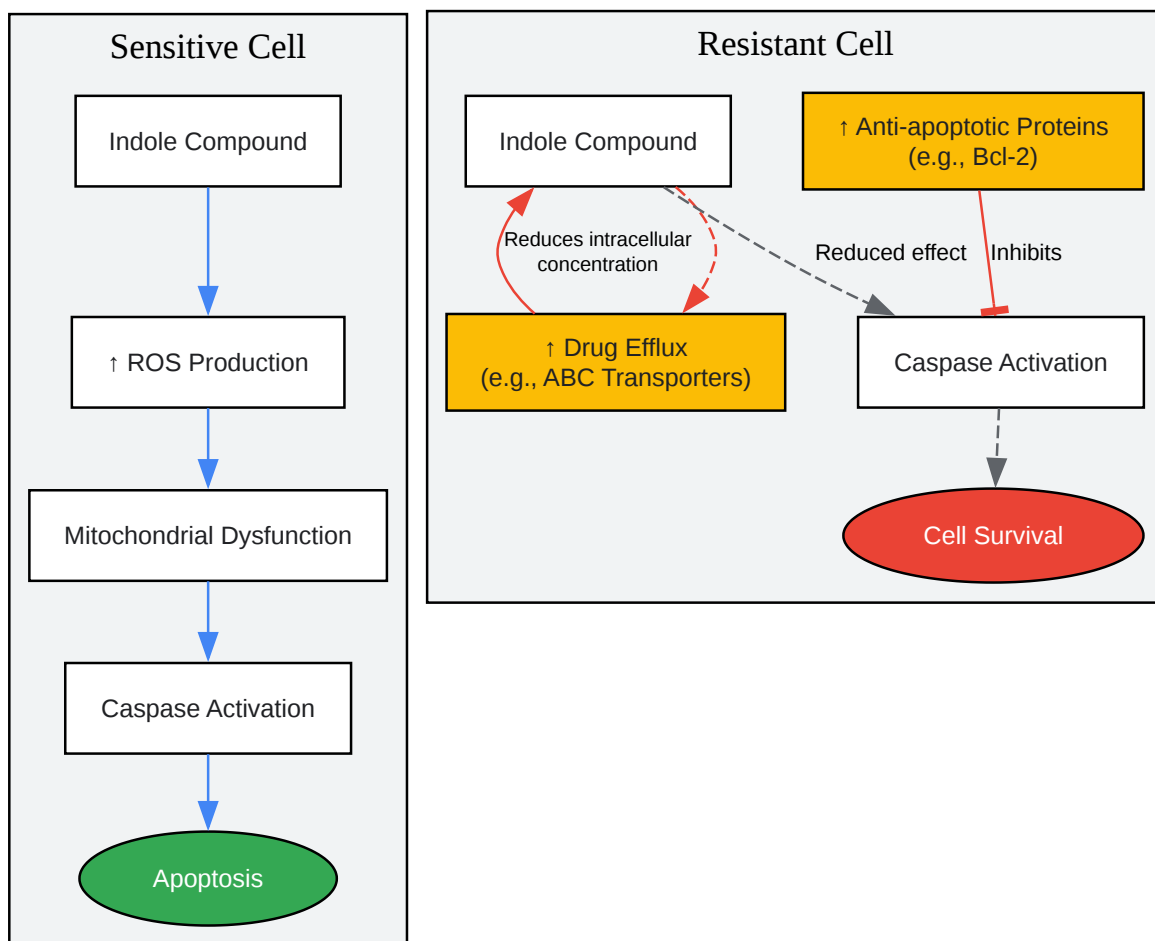 Sensitive Cell
Indole Compound
↑ ROS Production
Mitochondrial Dysfunction
Caspase Activation
Apoptosis
Resistant Cell
Indole Compound
↑ Anti-apoptotic Proteins
(e.g., Bcl-2)
Reduces intracellular
concentration
Reduced effect
Inhibits
↑ Drug Efflux
(e.g., ABC Transporters)
Caspase Activation
Cell Survival